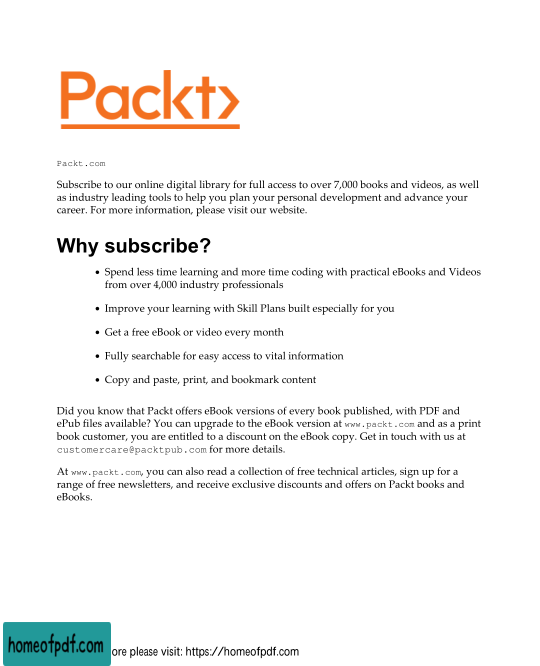 Packt>
Packt.com
Subscribe to our online digital library for full access to over 7,000 books and videos, as well
as industry leading tools to help you plan your personal development and advance your
career. For more information, please visit our website.
Why subscribe?
• Spend less time learning and more time coding with practical eBooks and Videos
from over 4,000 industry professionals
• Improve your learning with Skill Plans built especially for you
• Get a free eBook or video every month
• Fully searchable for easy access to vital information
• Copy and paste, print, and bookmark content
Did you know that Packt offers eBook versions of every book published, with PDF and
ePub files available? You can upgrade to the eBook version at www.packt.com and as a print
book customer, you are entitled to a discount on the eBook copy. Get in touch with us at
customercare@packtpub.com for more details.
At www.packt.com, you can also read a collection of free technical articles, sign up for a
range of free newsletters, and receive exclusive discounts and offers on Packt books and
eBooks.
homeofpdf.com ore please visit: https://homeofpdf.com